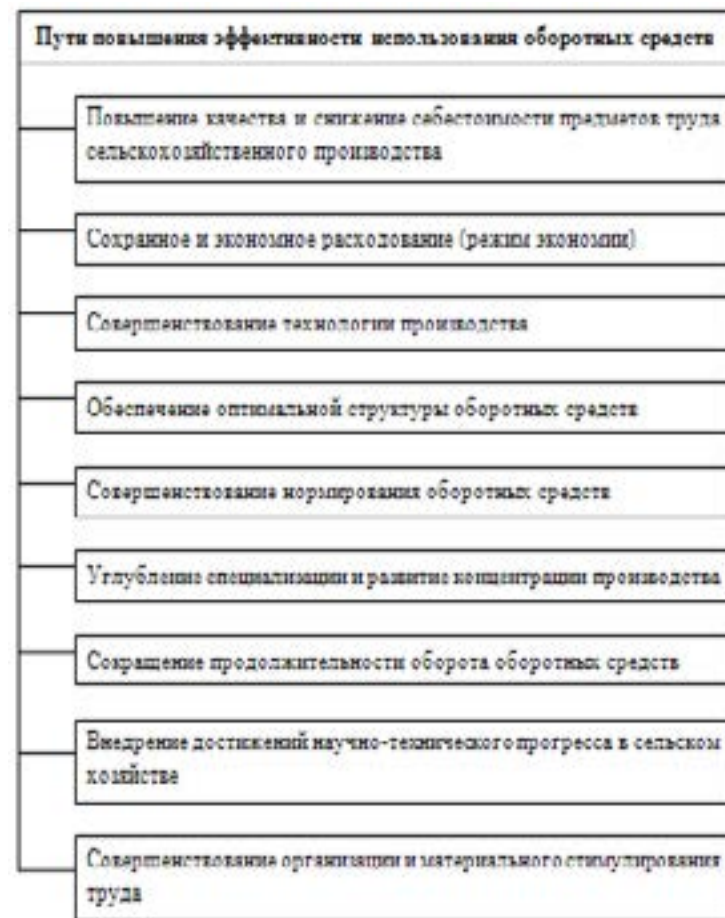 Пути повышения эффективности использования оборотных средств
Повышение качества и снижение себестоимости предметов труда
сельскохозяйственного производства
Сохранное и экономное расходование (режим экономии)
Совершенствование технологии производства
Обеспечение оптимальной структуры оборотных средств
Совершенствование нормирования оборотных средств
Углубление специализации и развитие концентрации производства
Сокращение продолжительности оборота оборотных средств
Внедрение достижений научно-технического прогресса в сельском
хозяйстве
Совершенствование организации и материального стимулирования
труда